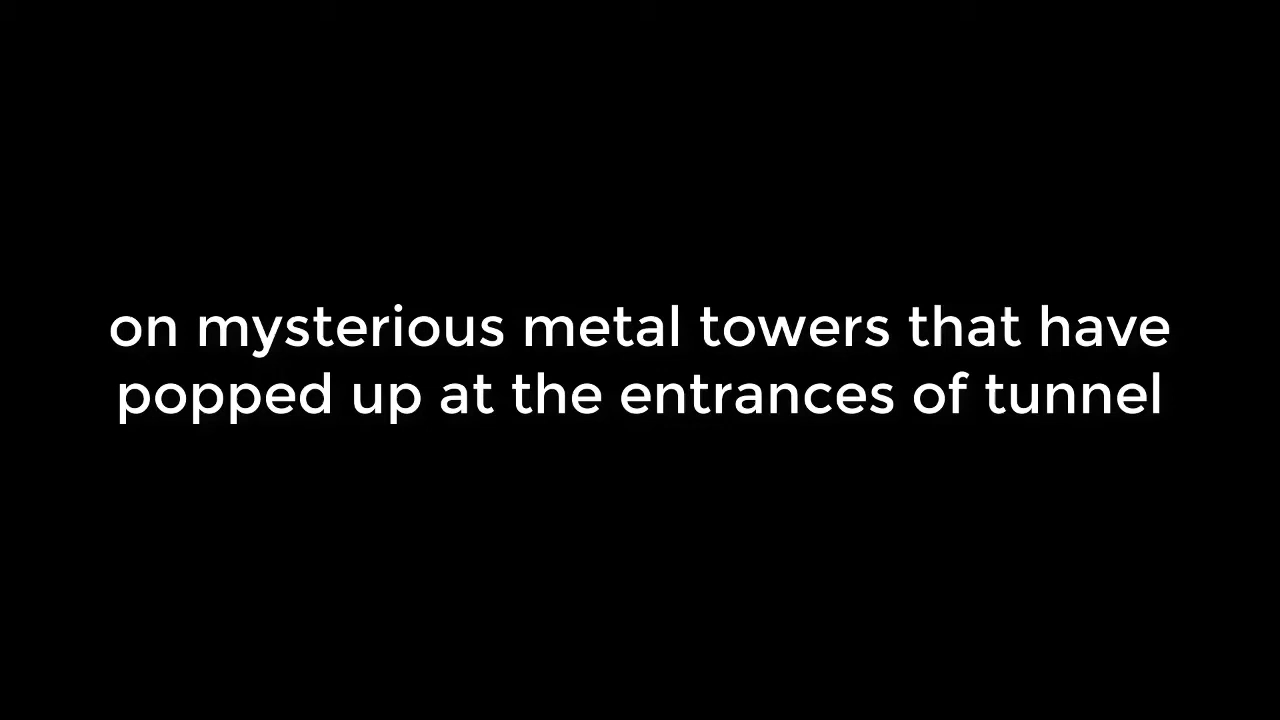 on mysterious metal towers that have
popped up at the entrances of tunnel